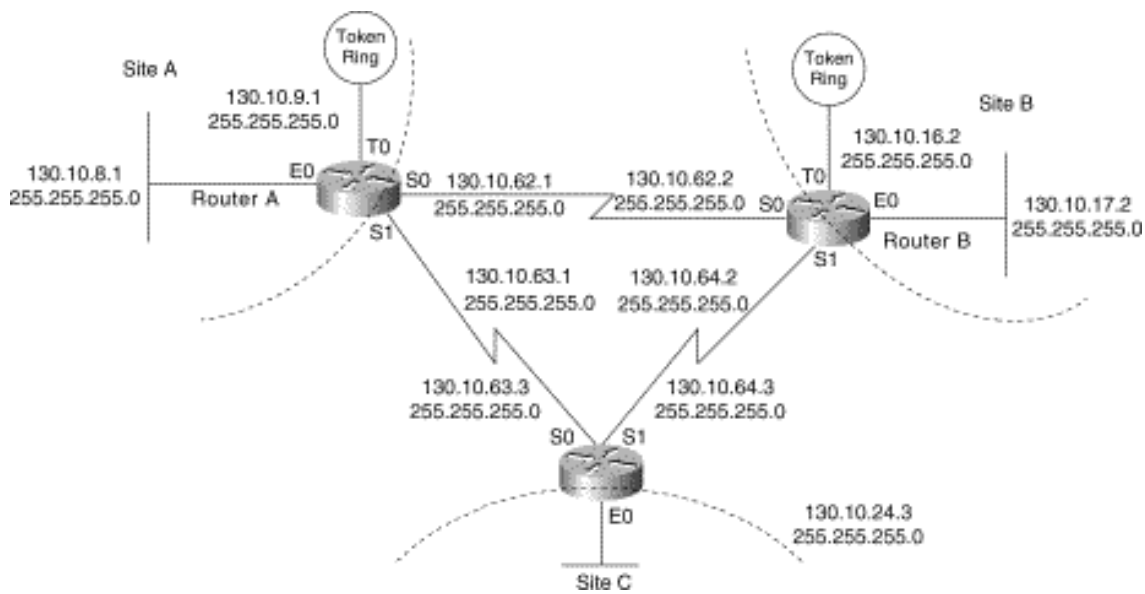 Token
Ring
Site A
130.10.9.1
255.255.255.0
T0
130.10.8.1
255.255.255.0
E0
Router A
S0
S1
130.10.62.1
255.255.255.0
130.10.62.2
255.255.255.0
Token
Ring
Site B
130.10.16.2
255.255.255.0
T0
S0
E0
Router B
S1
130.10.17.2
255.255.255.0
130.10.63.1
255.255.255.0
130.10.64.2
255.255.255.0
130.10.63.3
255.255.255.0
130.10.64.3
255.255.255.0
S0
S1
E0
130.10.24.3
255.255.255.0
Site C